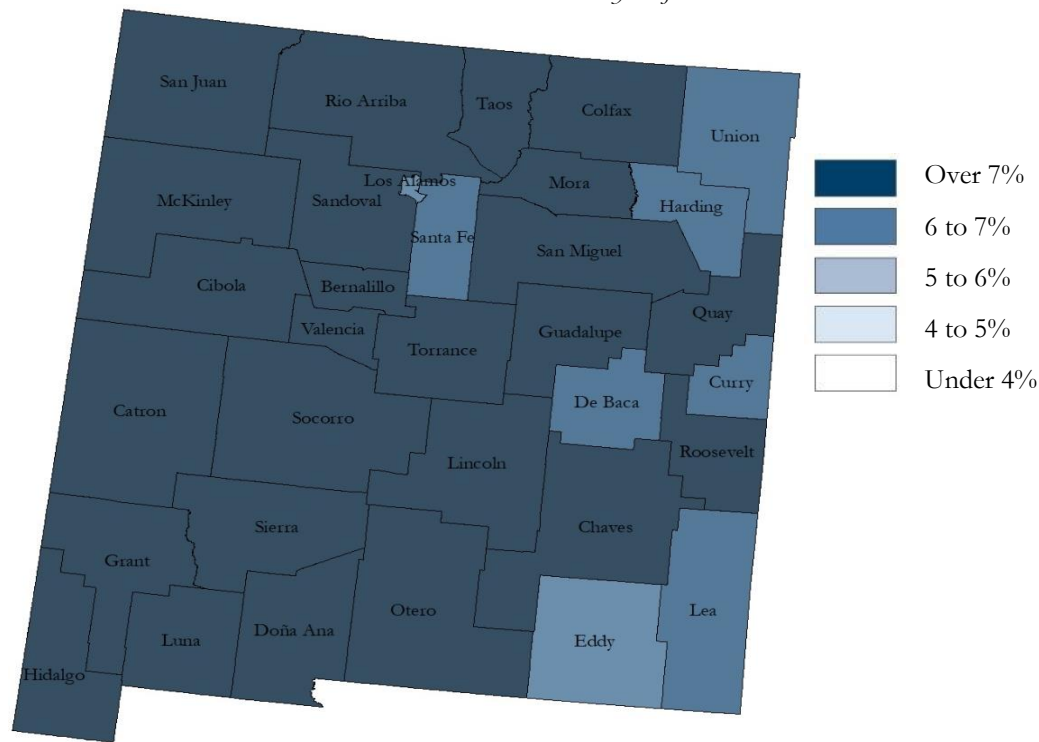 San Juan
Rio Arriba
Taos
Colfax
Union
Los Alamos
Mora
McKinley
Sandoval
Harding
Santa Fe
San Miguel
Cibola
Bernalillo
Quay
Valencia
Guadalupe
Torrance
Curry
De Baca
Catron
Socorro
Roosevelt
Lincoln
Sierra
Chaves
Grant
Otero
Lea
Doña Ana
Luna
Eddy
Hidalgo
Over 7%
6 to 7%
5 to 6%
4 to 5%
Under 4%